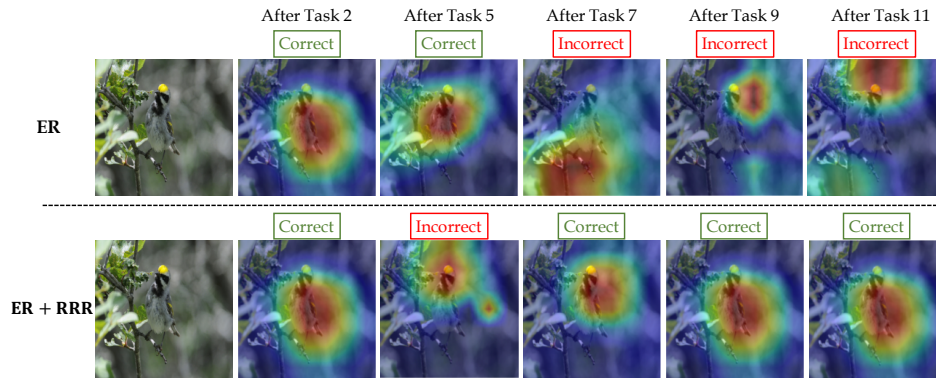 After Task 2 After Task 5 After Task 7 After Task 9 After Task 11
Correct Correct Incorrect Incorrect Incorrect
ER
Correct Incorrect Correct Correct Correct
ER + RRR